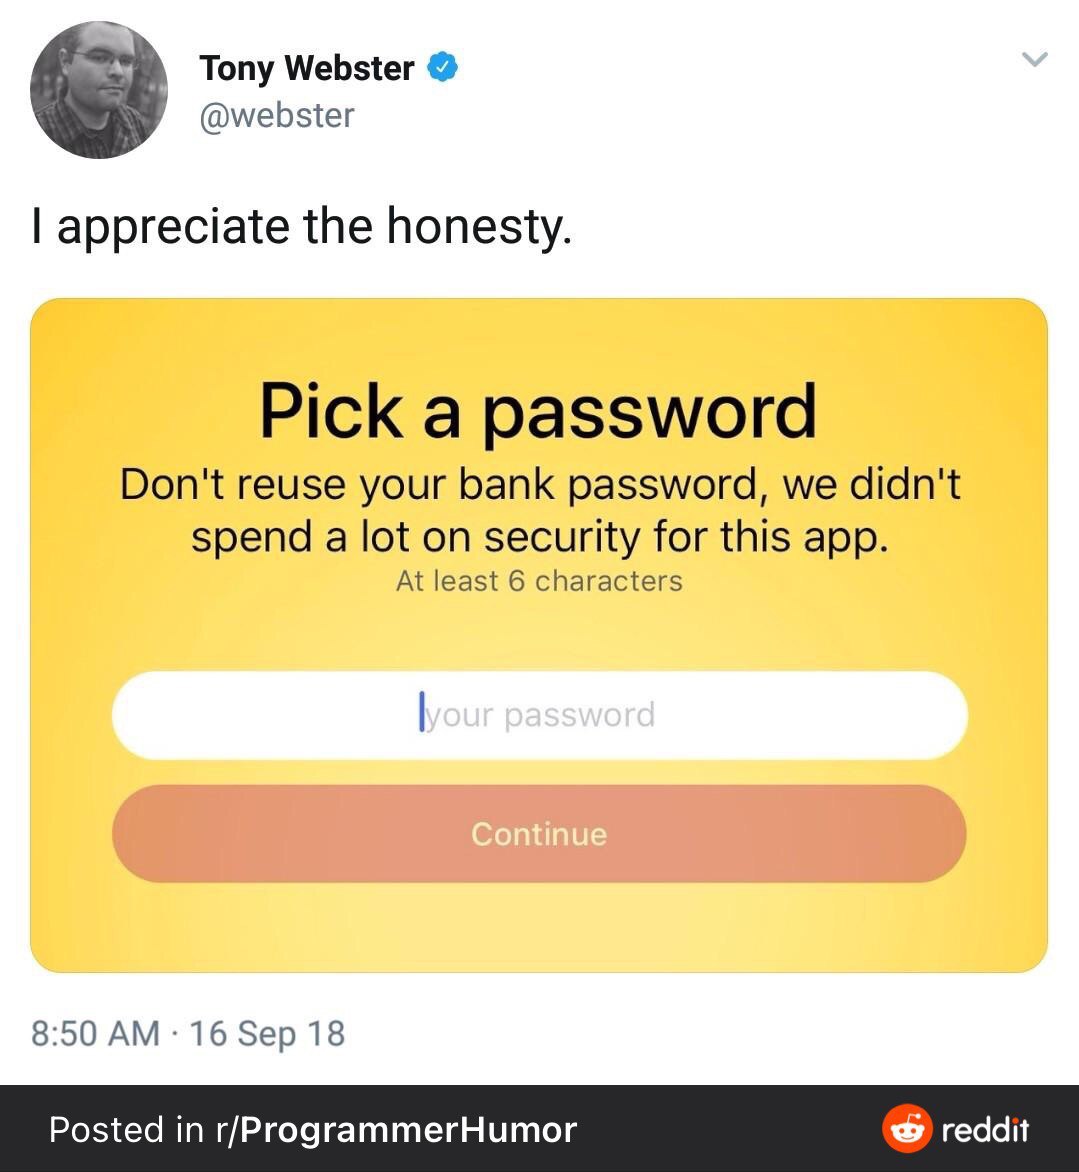 Tony Webster
@webster
I appreciate the honesty.
Pick a password
Don't reuse your bank password, we didn't
spend a lot on security for this app.
At least 6 characters
your password
Continue
8:50 AM · 16 Sep 18
Posted in r/ProgrammerHumor
reddit